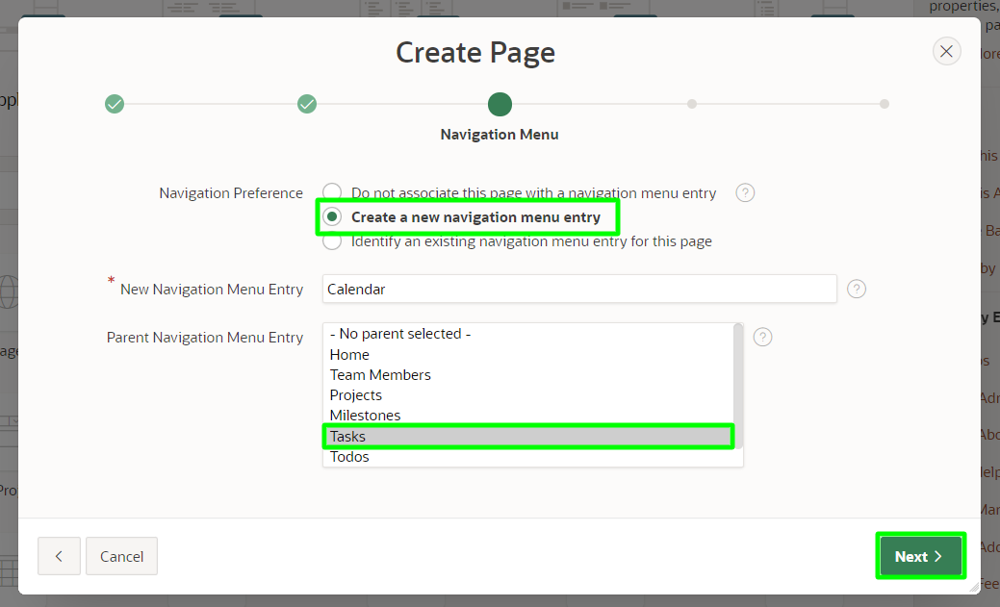 properties,
Create Page
Navigation Menu
Navigation Preference
Do not associate this page with a navigation menu entry
?
Create a new navigation menu entry
Identify an existing navigation menu entry for this page
* New Navigation Menu Entry
Calendar
?
Parent Navigation Menu Entry
- No parent selected -
?
Home
Team Members
Projects
Milestones
Tasks
Todos
Cancel
Next